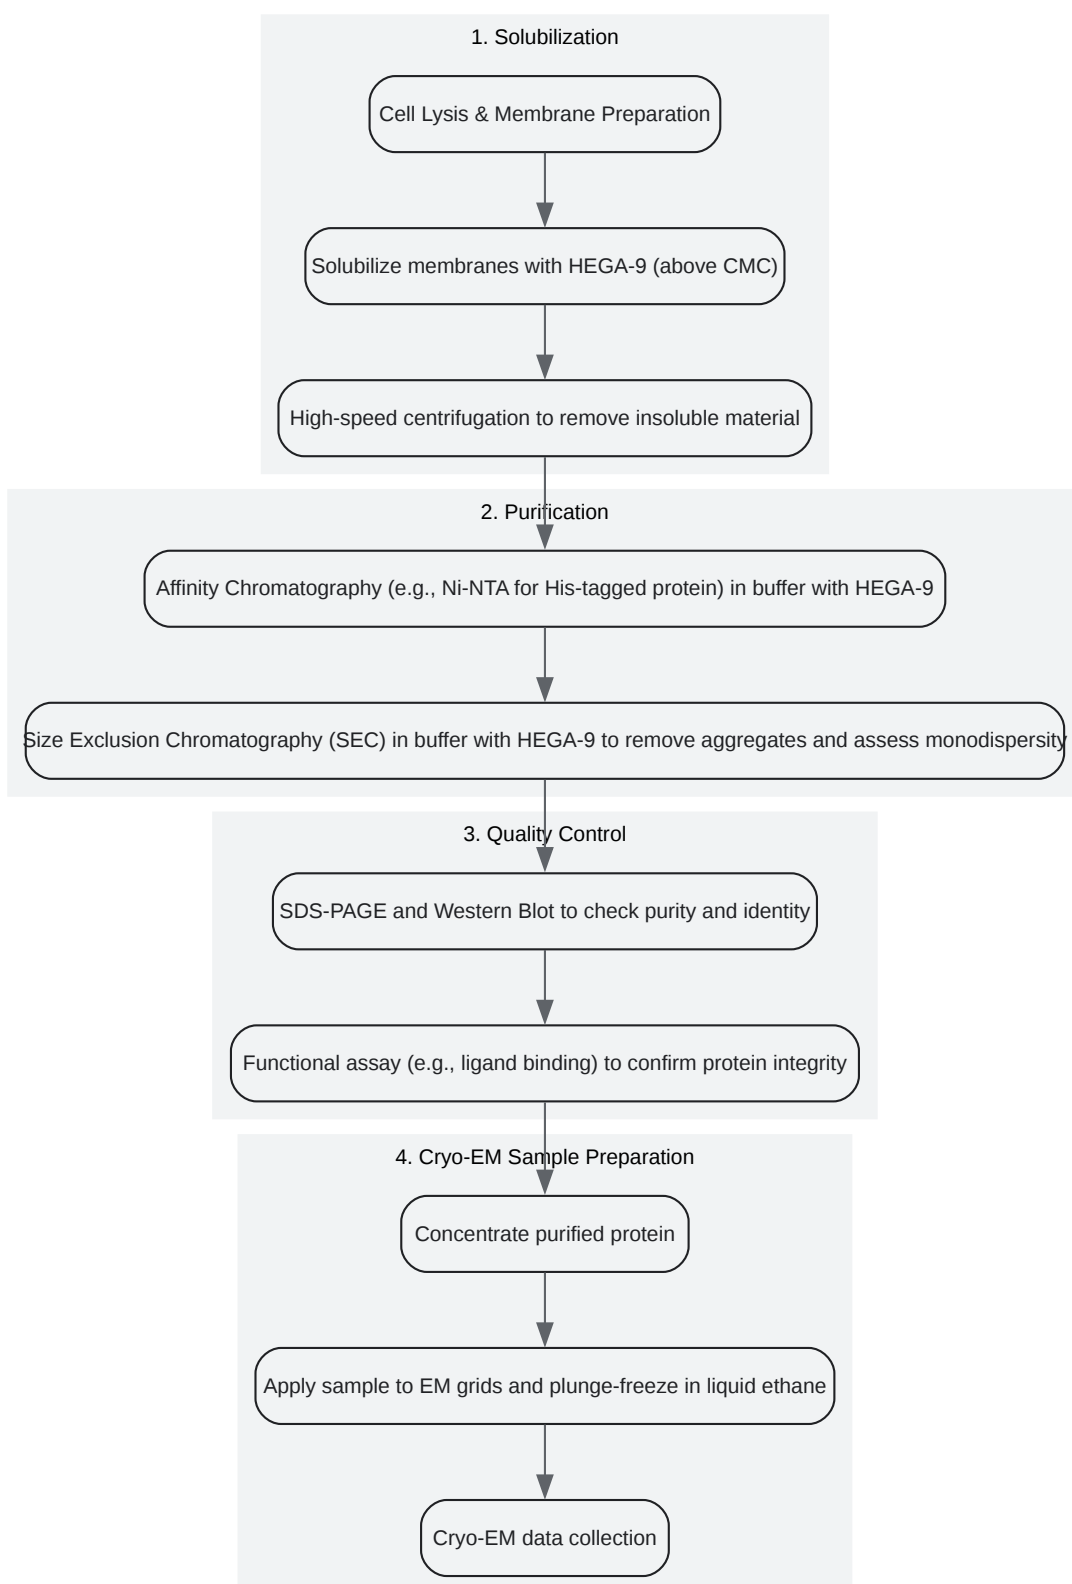 1. Solubilization
Cell Lysis & Membrane Preparation
Solubilize membranes with HEGA-9 (above CMC)
High-speed centrifugation to remove insoluble material
2. Purification
Affinity Chromatography (e.g., Ni-NTA for His-tagged protein) in buffer with HEGA-9
Size Exclusion Chromatography (SEC) in buffer with HEGA-9 to remove aggregates and assess monodispersity
3. Quality Control
SDS-PAGE and Western Blot to check purity and identity
Functional assay (e.g., ligand binding) to confirm protein integrity
4. Cryo-EM Sample Preparation
Concentrate purified protein
Apply sample to EM grids and plunge-freeze in liquid ethane
Cryo-EM data collection